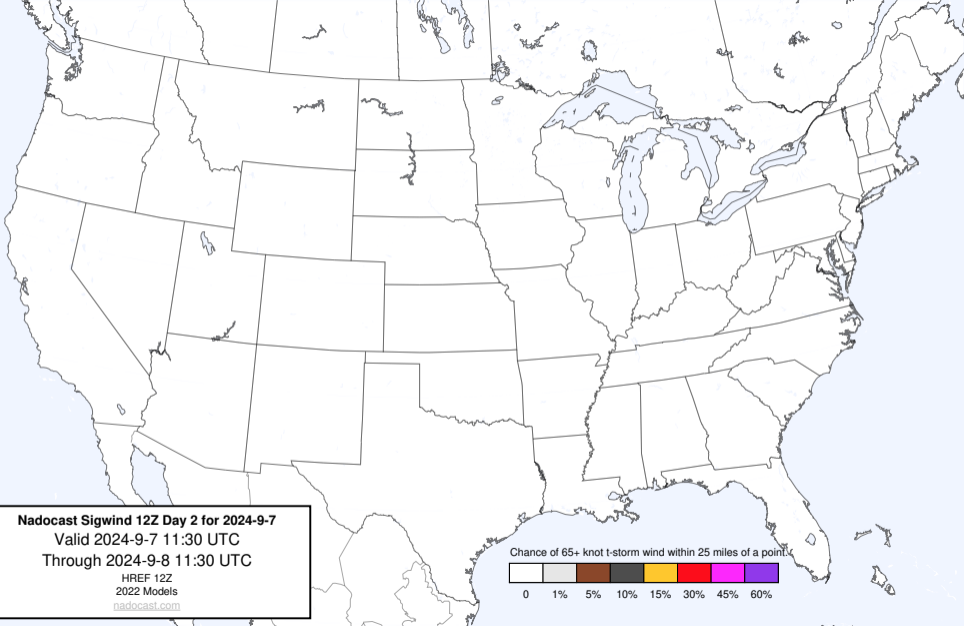 Nadocast Sigwind 12Z Day 2 for 2024-9-7
Valid 2024-9-7 11:30 UTC
Through 2024-9-8 11:30 UTC
HREF 12Z
2022 Models
nadocast.com
Chance of 65+ knot t-storm wind within 25 miles of a point.
0 1% 5% 10% 15% 30% 45% 60%